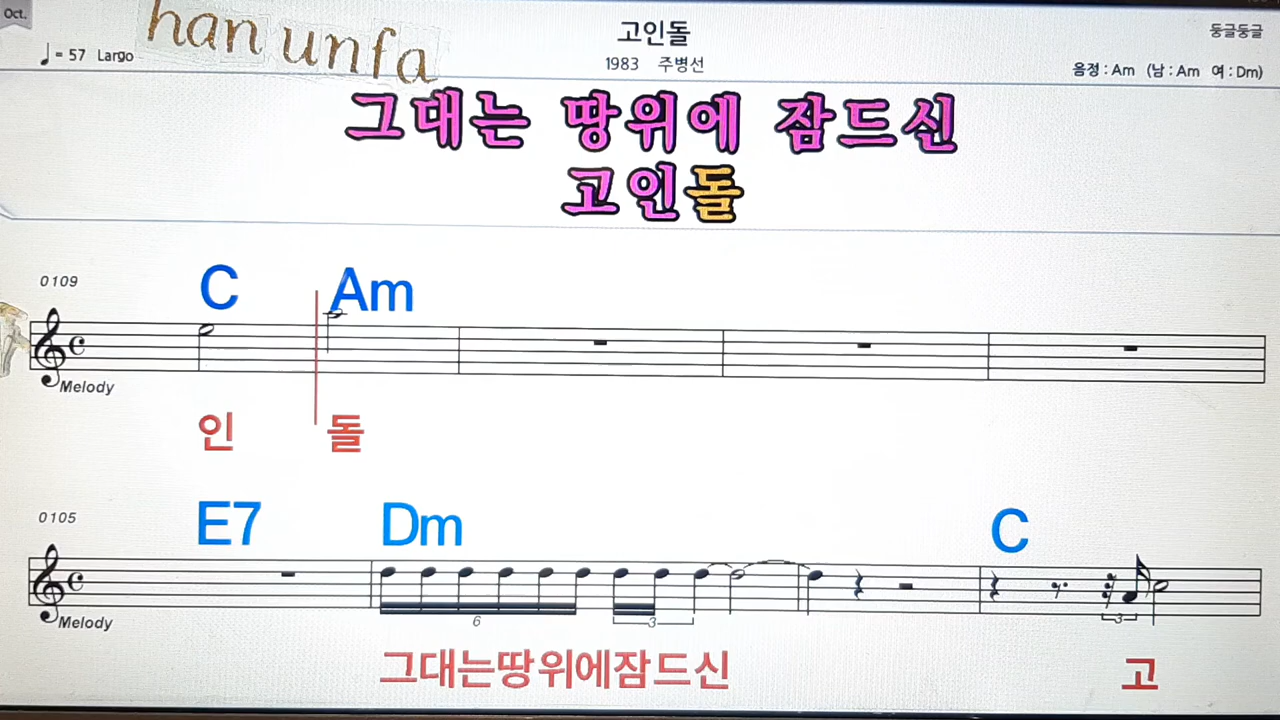 Oct.
han unfa
고인돌
둥글둥글
♩= 57 Largo
1983 주병선
음정 : Am (남 : Am 여 : Dm)
그대는 땅위에 잠드신
고인돌
0109
C Am
Melody
인 돌
0105
E7 Dm C
6 3 3
Melody
그대는땅위에잠드신 고